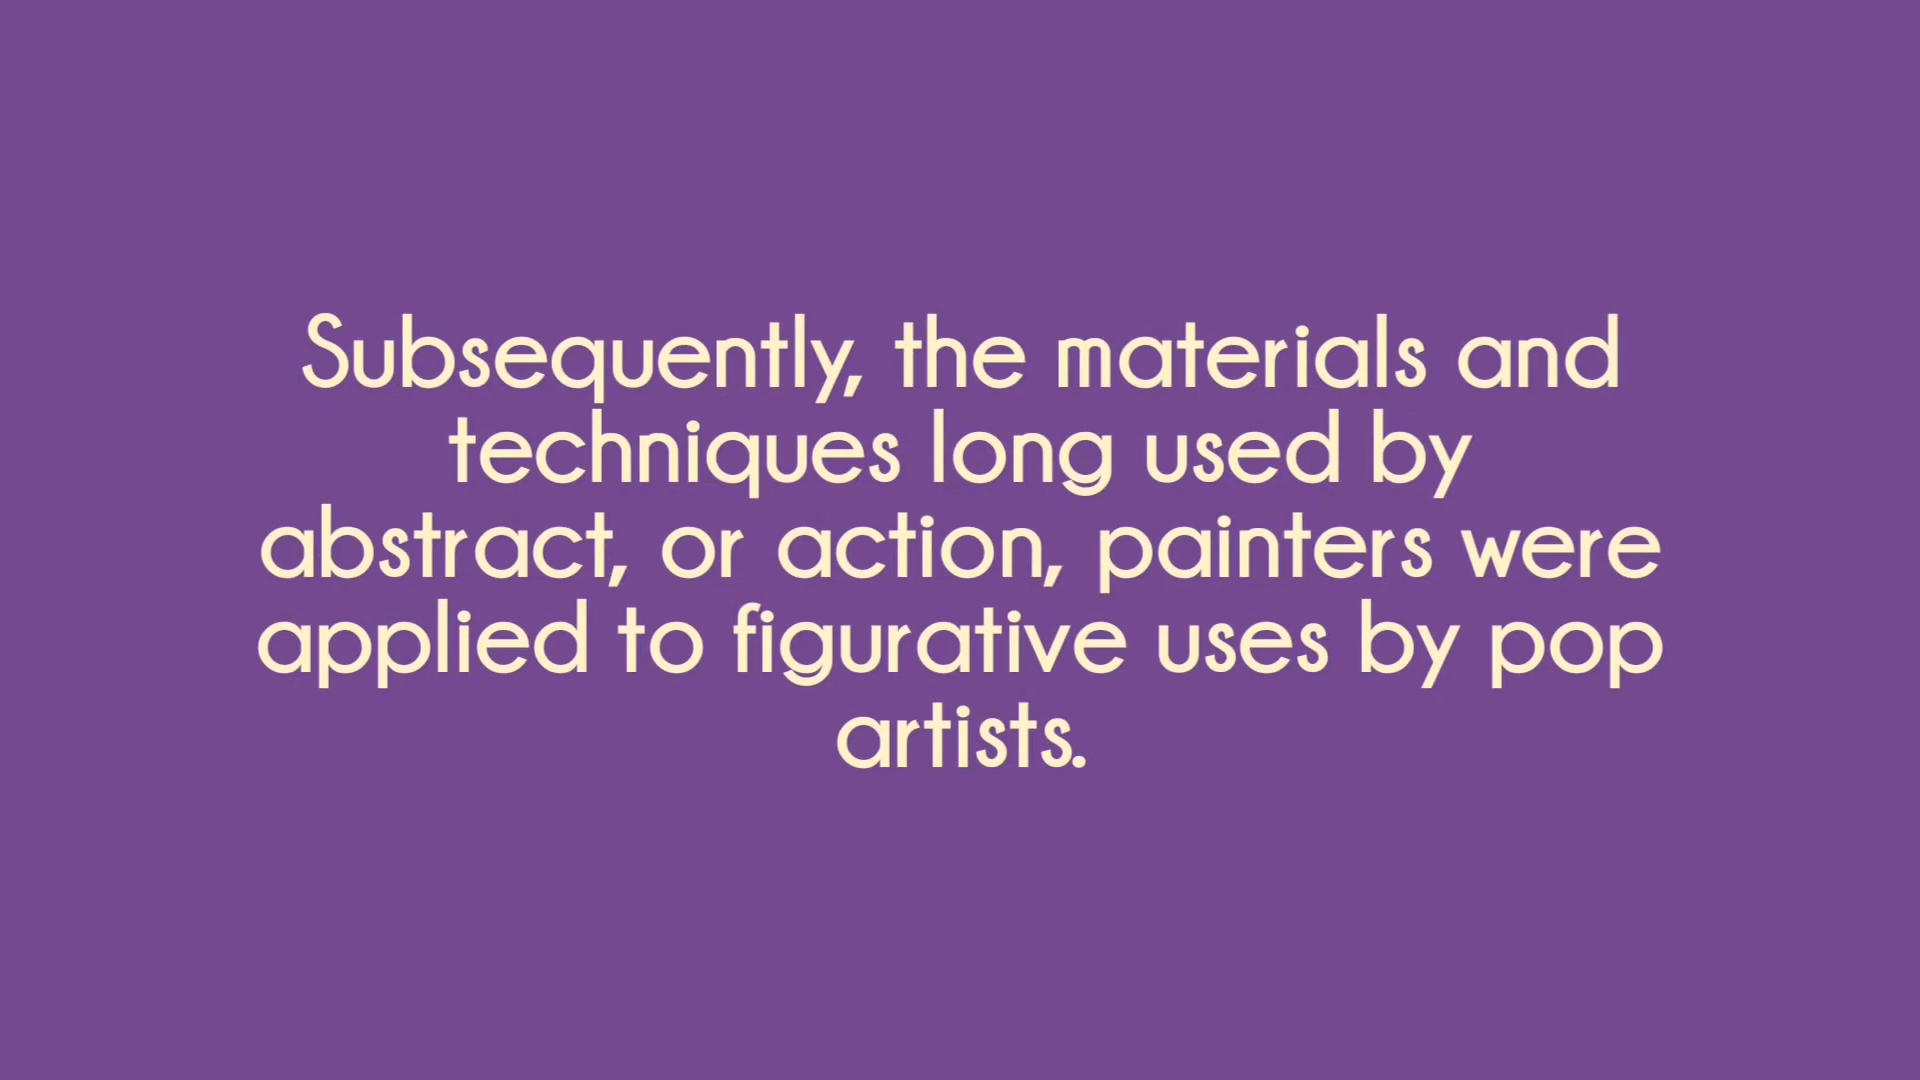 Subsequently, the materials and
techniques long used by
abstract, or action, painters were
applied to figurative uses by pop
artists.